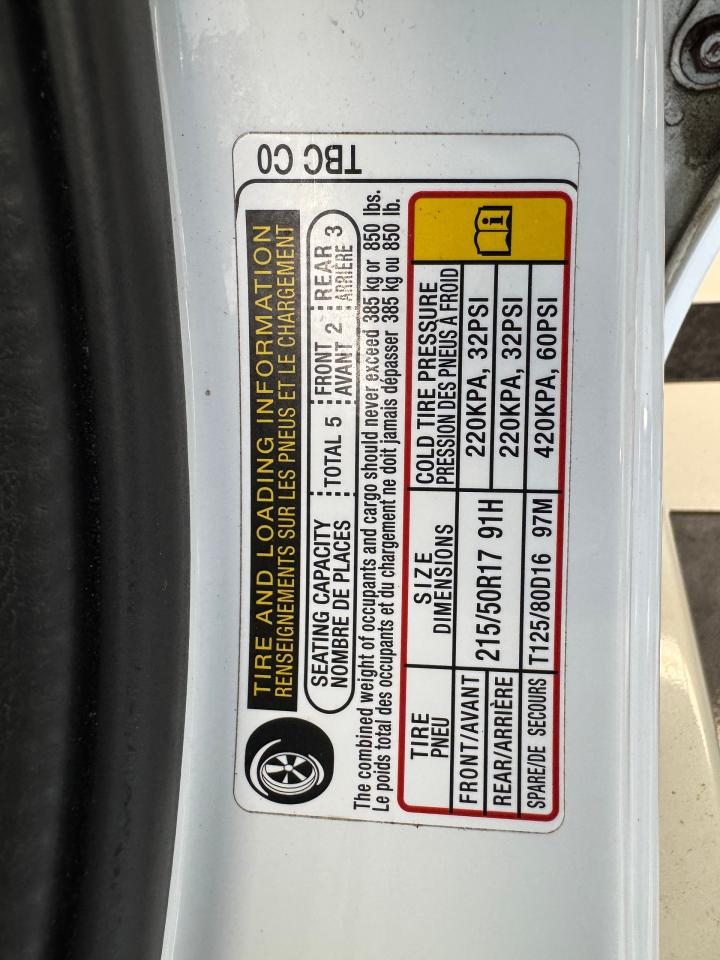 TBC C0
TIRE AND LOADING INFORMATION
RENSEIGNEMENTS SUR LES PNEUS ET LE CHARGEMENT
SEATING CAPACITY TOTAL 5 FRONT 2 REAR 3
NOMBRE DE PLACES AVANT ARRIÈRE
The combined weight of occupants and cargo should never exceed 385 kg or 850 lbs.
Le poids total des occupants et du chargement ne doit jamais dépasser 385 kg ou 850 lb.
TIRE SIZE COLD TIRE PRESSURE
PNEU DIMENSIONS PRESSION DES PNEUS À FROID
FRONT/AVANT 215/50R17 91H 220KPA, 32PSI
REAR/ARRIÈRE 220KPA, 32PSI
SPARE/DE SECOURS T125/80D16 97M 420KPA, 60PSI